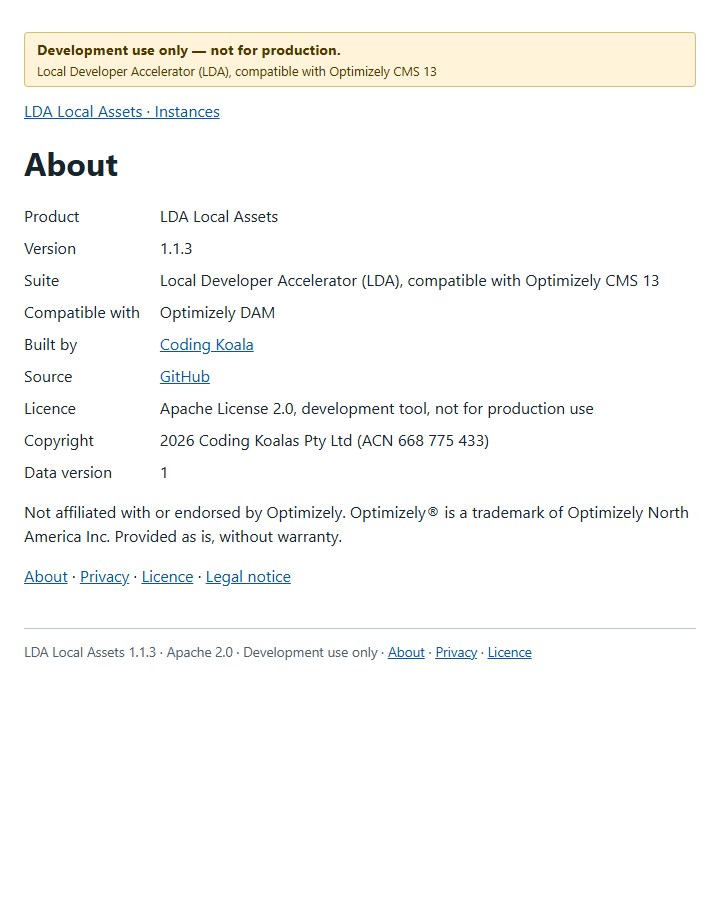 Development use only — not for production.
Local Developer Accelerator (LDA), compatible with Optimizely CMS 13
LDA Local Assets · Instances
About
Product LDA Local Assets
Version 1.1.3
Suite Local Developer Accelerator (LDA), compatible with Optimizely CMS 13
Compatible with Optimizely DAM
Built by Coding Koala
Source GitHub
Licence Apache License 2.0, development tool, not for production use
Copyright 2026 Coding Koalas Pty Ltd (ACN 668 775 433)
Data version 1
Not affiliated with or endorsed by Optimizely. Optimizely® is a trademark of Optimizely North
America Inc. Provided as is, without warranty.
About · Privacy · Licence · Legal notice
LDA Local Assets 1.1.3 · Apache 2.0 · Development use only · About · Privacy · Licence